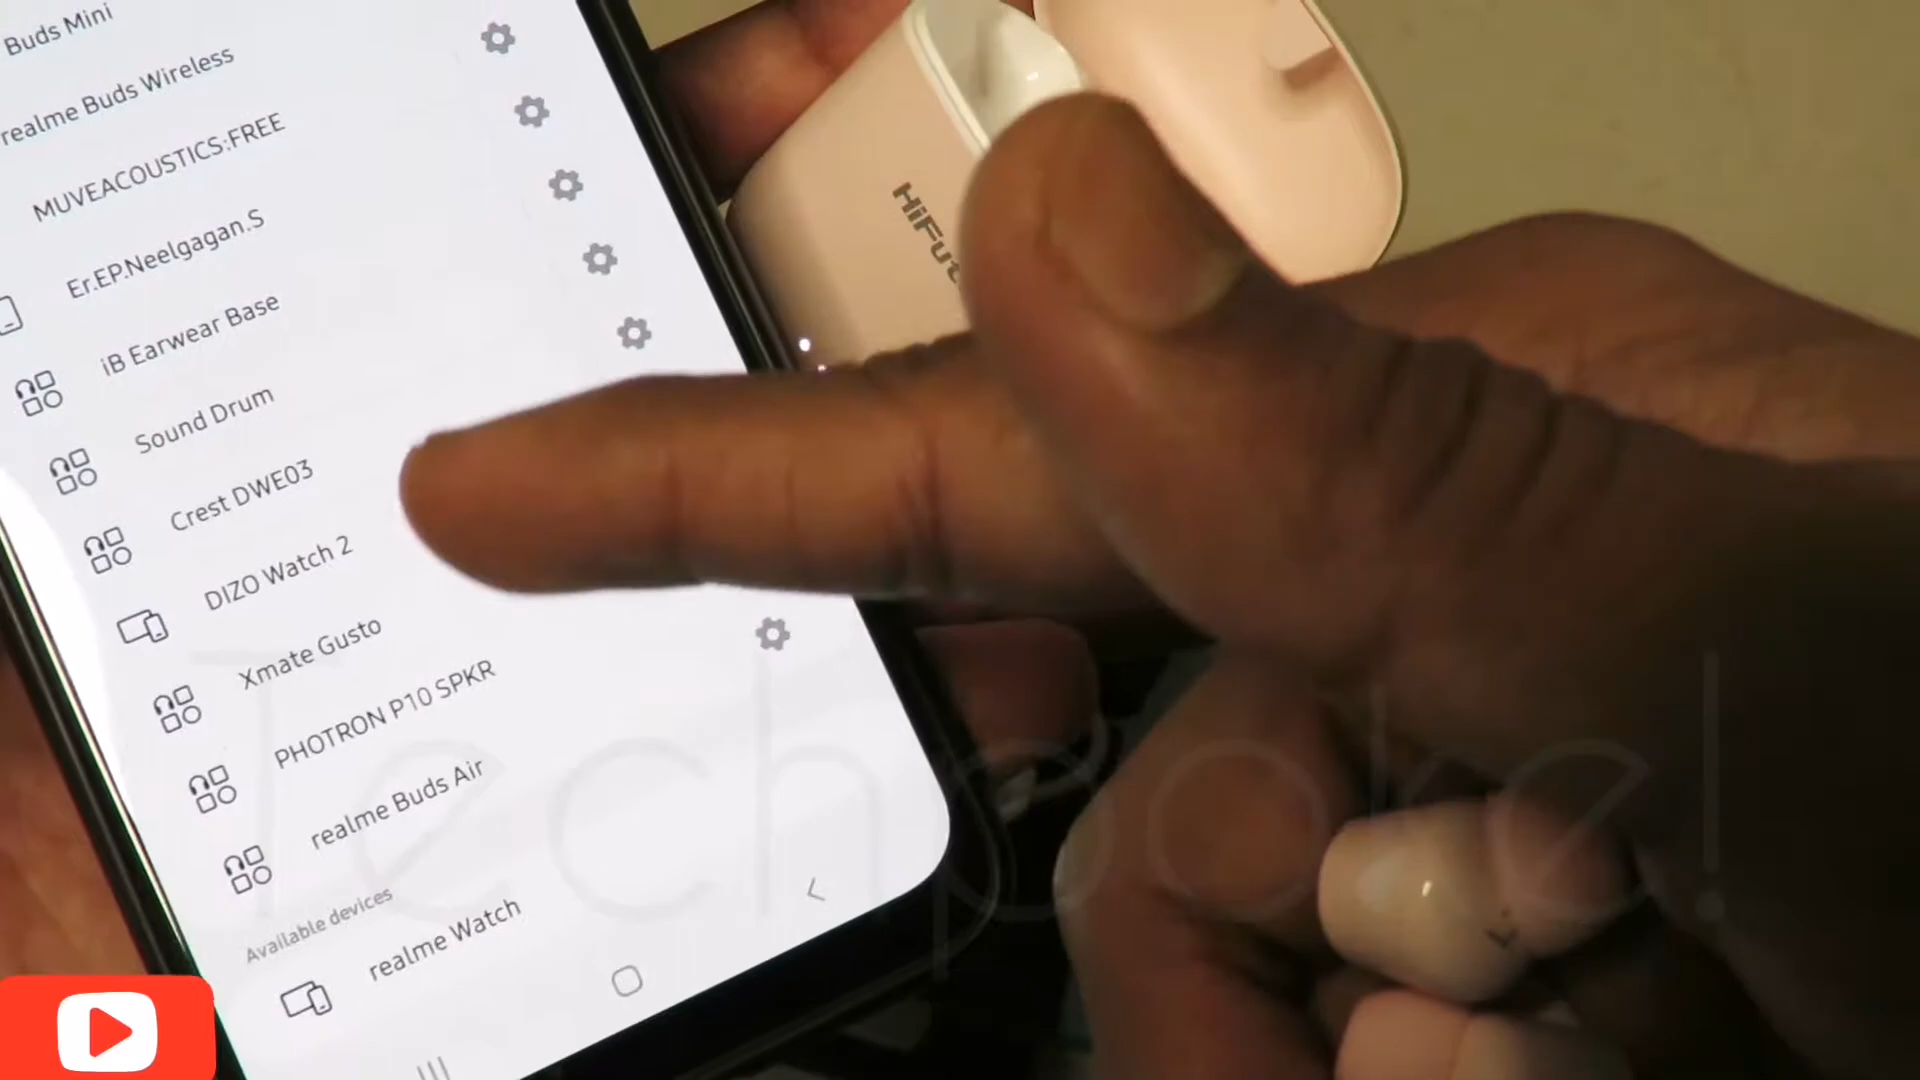 Buds Mini
realme Buds Wireless
MUVEACOUSTICS:FREE
Er.EP.Neelgagan.S
iB Earwear Base
Sound Drum
Crest DWE03
DIZO Watch 2
Xmate Gusto
PHOTRON P10 SPKR
realme Buds Air
Available devices
realme Watch
HiFut